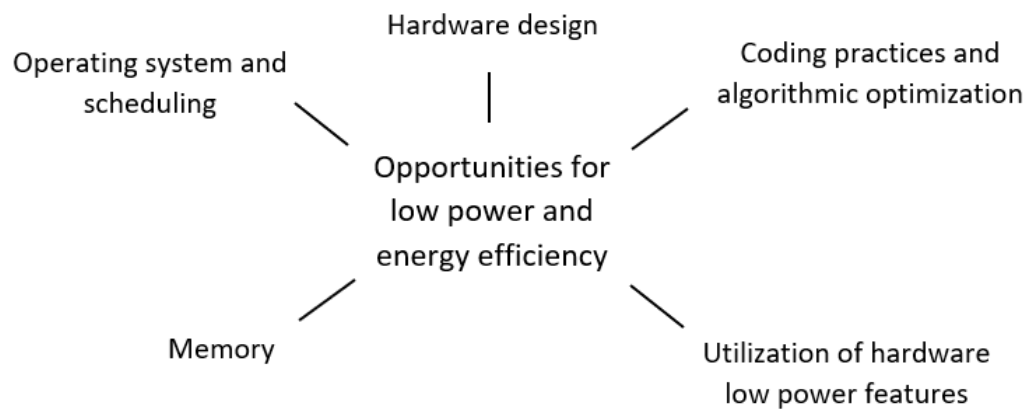 Hardware design
Operating system and
scheduling
Coding practices and
algorithmic optimization
Opportunities for
low power and
energy efficiency
Memory
Utilization of hardware
low power features